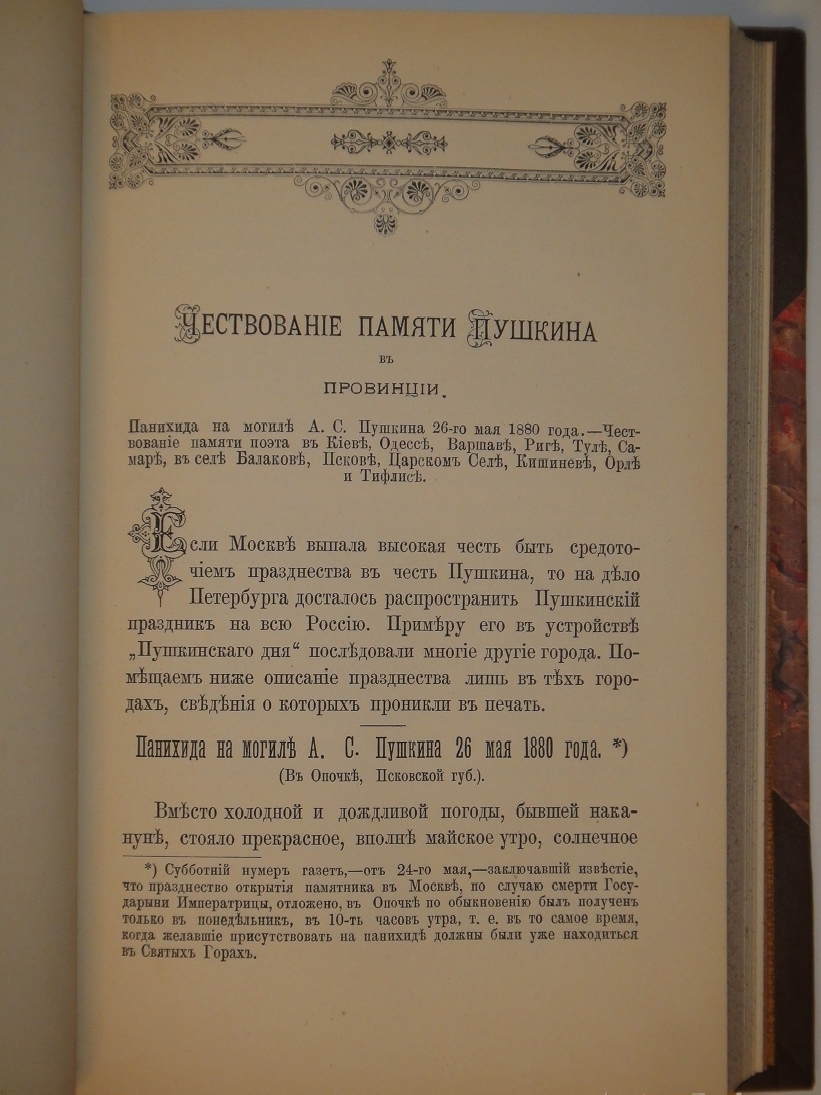 Чествованіе памяти Пушкина
въ
провинціи.
Панихида на могилѣ А. С. Пушкина 26-го мая 1880 года.—Чест-
вованіе памяти поэта въ Кіевѣ, Одессѣ, Варшавѣ, Ригѣ, Тулѣ, Са-
марѣ, въ селѣ Балаковѣ, Псковѣ, Царскомъ Селѣ, Кишиневѣ, Орлѣ
и Тифлисѣ.
Если Москвѣ выпала высокая честь быть средото-
чіемъ празднества въ честь Пушкина, то на дѣло
Петербурга досталось распространить Пушкинскій
праздникъ на всю Россію. Примѣру его въ устройствѣ
„Пушкинскаго дня“ послѣдовали многіе другіе города. По-
мѣщаемъ ниже описаніе празднества лишь въ тѣхъ горо-
дахъ, свѣдѣнія о которыхъ проникли въ печать.
Панихида на могилѣ А. С. Пушкина 26 мая 1880 года. *)
(Въ Опочкѣ, Псковской губ.).
Вмѣсто холодной и дождливой погоды, бывшей нака-
нунѣ, стояло прекрасное, вполнѣ майское утро, солнечное
*) Субботній нумеръ газетъ,—отъ 24-го мая,—заключавшій извѣстіе,
что празднество открытія памятника въ Москвѣ, по случаю смерти Госу-
дарыни Императрицы, отложено, въ Опочкѣ по обыкновенію былъ полученъ
только въ понедѣльникъ, въ 10-ть часовъ утра, т. е. въ то самое время,
когда желавшіе присутствовать на панихидѣ должны были уже находиться
въ Святыхъ Горахъ.